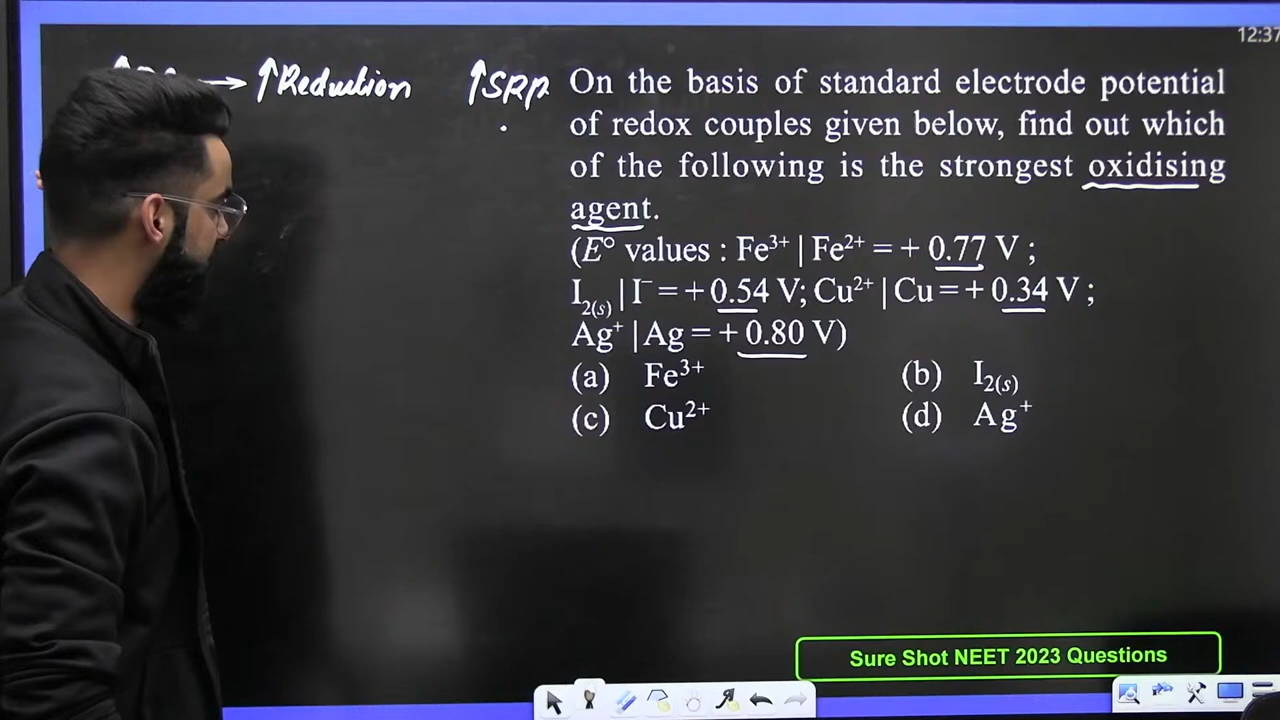 12:37
→ ↑Reduction ↑SRP
On the basis of standard electrode potential
of redox couples given below, find out which
of the following is the strongest oxidising
agent.
(E° values : Fe³⁺ | Fe²⁺ = + 0.77 V ;
I₂₍ₛ₎ | I⁻ = + 0.54 V; Cu²⁺ | Cu = + 0.34 V ;
Ag⁺ | Ag = + 0.80 V)
(a) Fe³⁺ (b) I₂₍ₛ₎
(c) Cu²⁺ (d) Ag⁺
Sure Shot NEET 2023 Questions